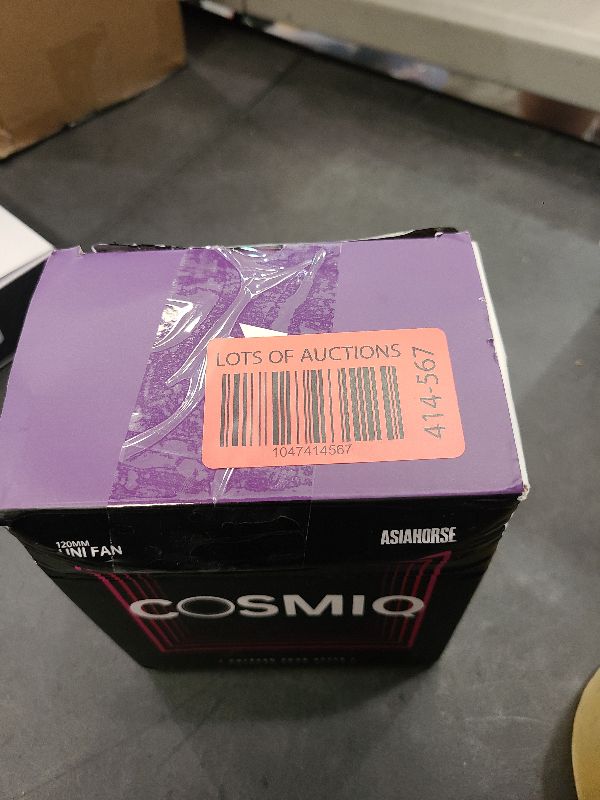 LOTS OF AUCTIONS
414-567
1047414567
120MM
UNI FAN
ASIAHORSE
COSMIQ